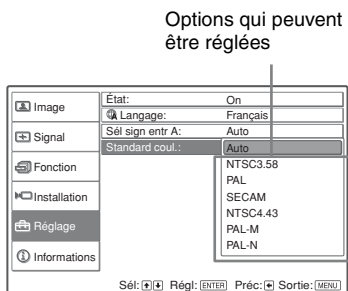 Options qui peuvent
être réglées
Image
Signal
Fonction
Installation
Réglage
Informations
État: On
Langage: Français
Sél sign entr A: Auto
Standard coul.: Auto
NTSC3.58
PAL
SECAM
NTSC4.43
PAL-M
PAL-N
Sél: Régl: ENTER Préc: Sortie: MENU